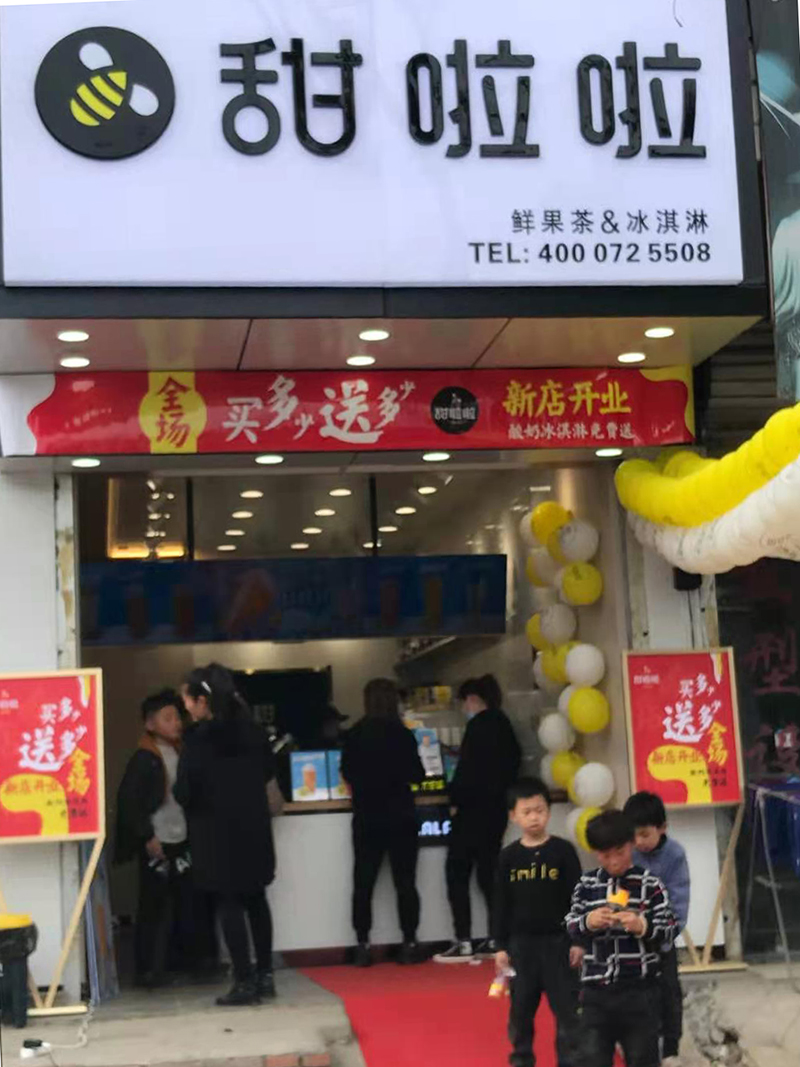 甜啦啦
鲜果茶&冰淇淋
TEL: 400 072 5508
全场
买多少送多少
甜啦啦
新店开业
酸奶冰淇淋免费送
买多少
送多少
全场
新店开业
甜啦啦
买多少
送多少
全场
新店开业
smile